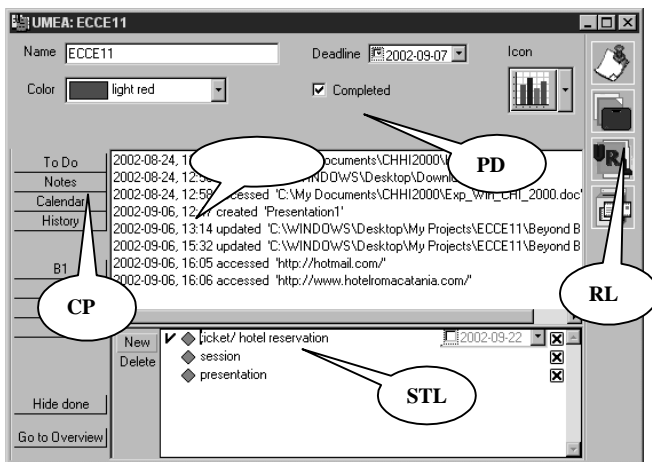 UMEA: ECCE11
Name ECCE11 Deadline 2002-09-07 Icon
Color light red Completed
PD
To Do
Notes
Calendar
History
B1
CP
2002-08-24, 1 ocuments\CHHI2000\
2002-08-24, 12:5 INDOWS\Desktop\Downl
2002-08-24, 12:58 accessed 'C:\My Documents\CHHI2000\Exp_Win_CHI_2000.doc'
2002-09-06, 12: 7 created 'Presentation1'
2002-09-06, 13:14 updated 'C:\WINDOWS\Desktop\My Projects\ECCE11\Beyond B
2002-09-06, 15:32 updated 'C:\WINDOWS\Desktop\My Projects\ECCE11\Beyond B
2002-09-06, 16:05 accessed 'http://hotmail.com/'
2002-09-06, 16:06 accessed 'http://www.hotelromacatania.com/'
UR
RL
New ticket/ hotel reservation 2002-09-22
Delete session
presentation
STL
Hide done
Go to Overview